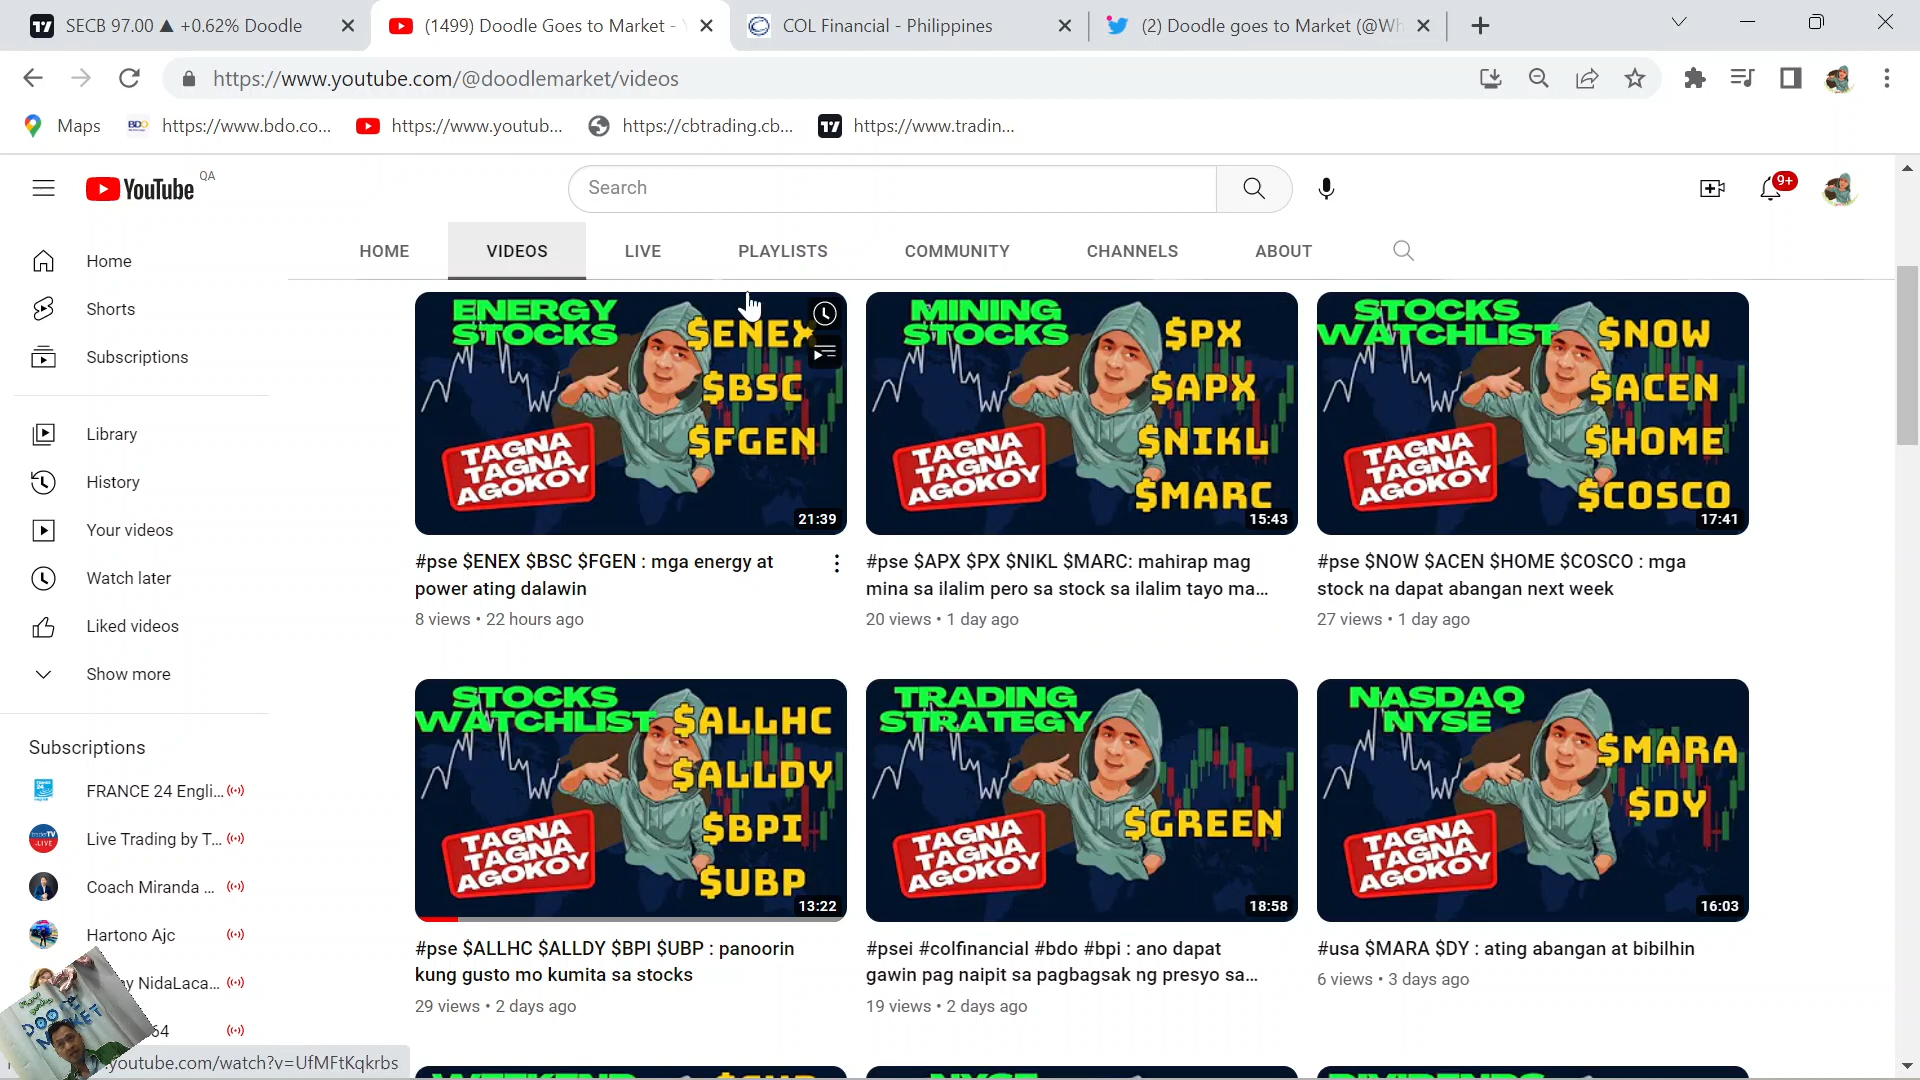 SECB 97.00 ▲ +0.62% Doodle
(1499) Doodle Goes to Market -
COL Financial - Philippines
(2) Doodle goes to Market (@Wh
https://www.youtube.com/@doodlemarket/videos
Maps
BDO
https://www.bdo.co...
https://www.youtub...
https://cbtrading.cb...
https://www.tradin...
YouTube QA
Search
9+
HOME
VIDEOS
LIVE
PLAYLISTS
COMMUNITY
CHANNELS
ABOUT
Home
Shorts
Subscriptions
Library
History
Your videos
Watch later
Liked videos
Show more
Subscriptions
FRANCE 24 Engli...
Live Trading by T...
Coach Miranda ...
Hartono Ajc
y NidaLaca...
64
DOODLE
MARKET
youtube.com/watch?v=UfMFtKqkrbs
ENERGY
STOCKS
$ENEX
$BSC
$FGEN
TAGNA
TAGNA
AGOKOY
21:39
#pse $ENEX $BSC $FGEN : mga energy at
power ating dalawin
8 views • 22 hours ago
MINING
STOCKS
$PX
$APX
$NIKL
$MARC
TAGNA
TAGNA
AGOKOY
15:43
#pse $APX $PX $NIKL $MARC: mahirap mag
mina sa ilalim pero sa stock sa ilalim tayo ma...
20 views • 1 day ago
STOCKS
WATCHLIST
$NOW
$ACEN
$HOME
$COSCO
TAGNA
TAGNA
AGOKOY
17:41
#pse $NOW $ACEN $HOME $COSCO : mga
stock na dapat abangan next week
27 views • 1 day ago
STOCKS
WATCHLIST
$ALLHC
$ALLDY
$BPI
$UBP
TAGNA
TAGNA
AGOKOY
13:22
#pse $ALLHC $ALLDY $BPI $UBP : panoorin
kung gusto mo kumita sa stocks
29 views • 2 days ago
TRADING
STRATEGY
$GREEN
TAGNA
TAGNA
AGOKOY
18:58
#psei #colfinancial #bdo #bpi : ano dapat
gawin pag naipit sa pagbagsak ng presyo sa...
19 views • 2 days ago
NASDAQ
NYSE
$MARA
$DY
TAGNA
TAGNA
AGOKOY
16:03
#usa $MARA $DY : ating abangan at bibilhin
6 views • 3 days ago